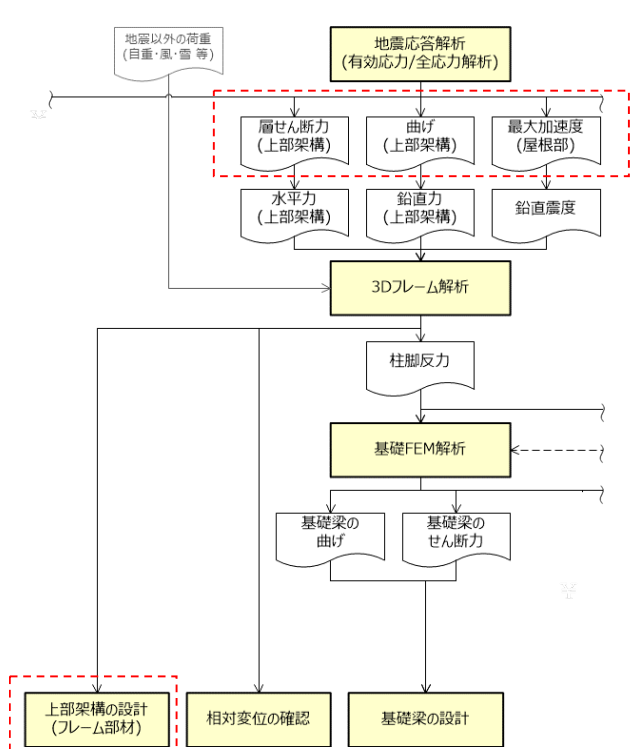 地震以外の荷重
(自重・風・雪 等)
地震応答解析
(有効応力/全応力解析)
層せん断力
(上部架構)
曲げ
(上部架構)
最大加速度
(屋根部)
水平力
(上部架構)
鉛直力
(上部架構)
鉛直震度
3Dフレーム解析
柱脚反力
基礎FEM解析
基礎梁の
曲げ
基礎梁の
せん断力
上部架構の設計
(フレーム部材)
相対変位の確認
基礎梁の設計